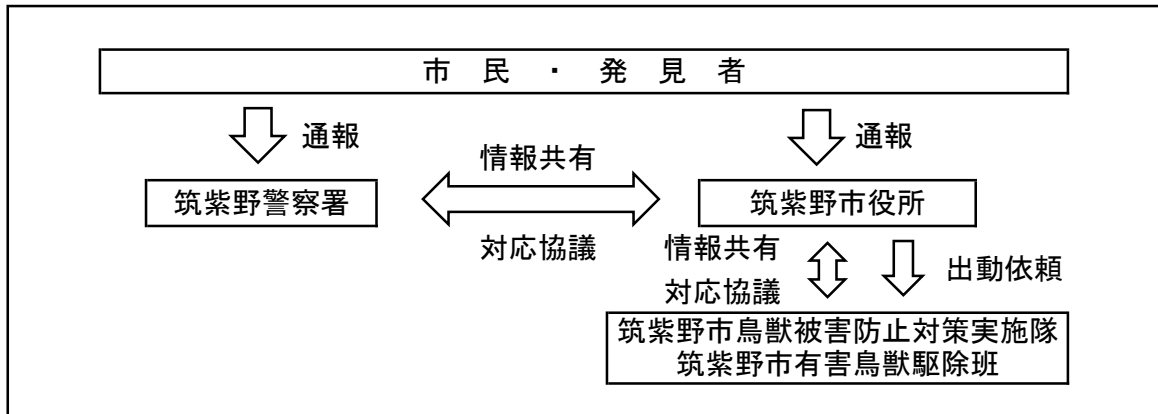 市民・発見者
通報
通報
情報共有
筑紫野警察署
筑紫野市役所
対応協議
情報共有
対応協議
出動依頼
筑紫野市鳥獣被害防止対策実施隊
筑紫野市有害鳥獣駆除班